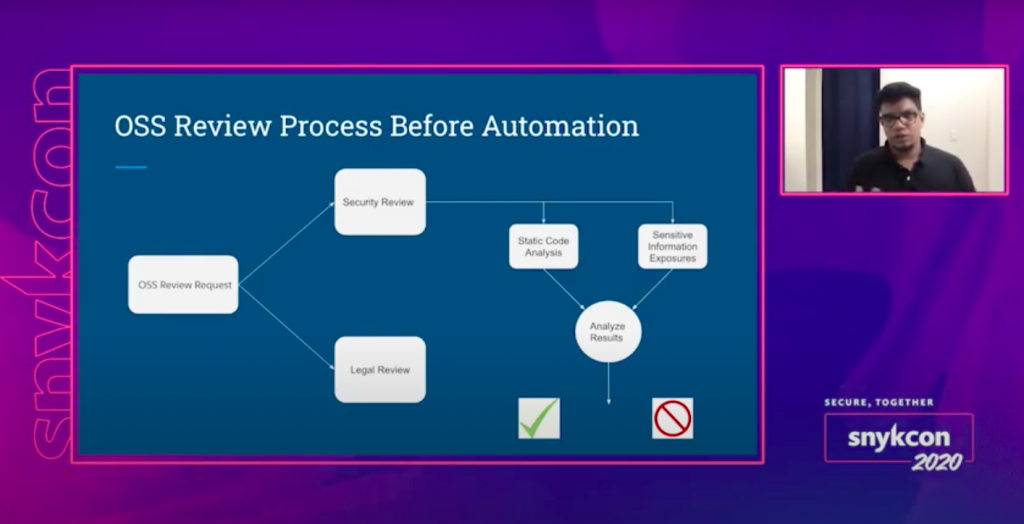 snykcon
OSS Review Process Before Automation
Security Review
OSS Review Request
Static Code
Analysis
Sensitive
Information
Exposures
Analyze
Results
Legal Review
SECURE, TOGETHER
snykcon
2020